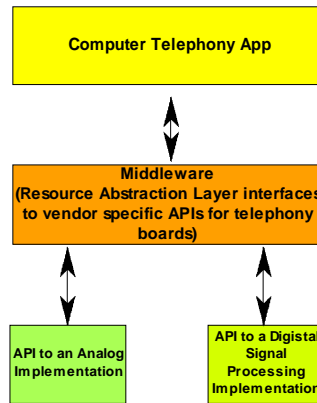 Computer Telephony App
Middleware
(Resource Abstraction Layer interfaces
to vendor specific APIs for telephony
boards)
API to an Analog
Implementation
API to a Digistal
Signal
Processing
Implementation